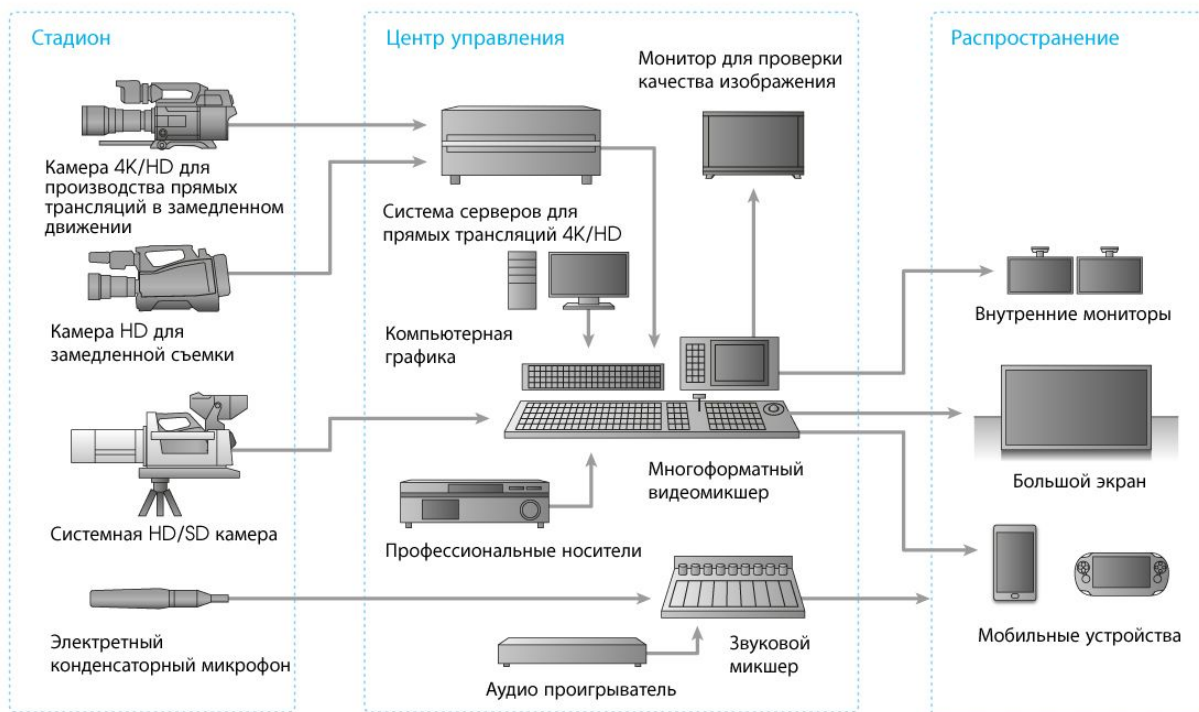 Стадион
Камера 4K/HD для
производства прямых
трансляций в замедленном
движении
Камера HD для
замедленной съемки
Системная HD/SD камера
Электретный
конденсаторный микрофон
Центр управления
Монитор для проверки
качества изображения
Система серверов для
прямых трансляций 4K/HD
Компьютерная
графика
Многоформатный
видеомикшер
Профессиональные носители
Звуковой
микшер
Аудио проигрыватель
Распространение
Внутренние мониторы
Большой экран
Мобильные устройства